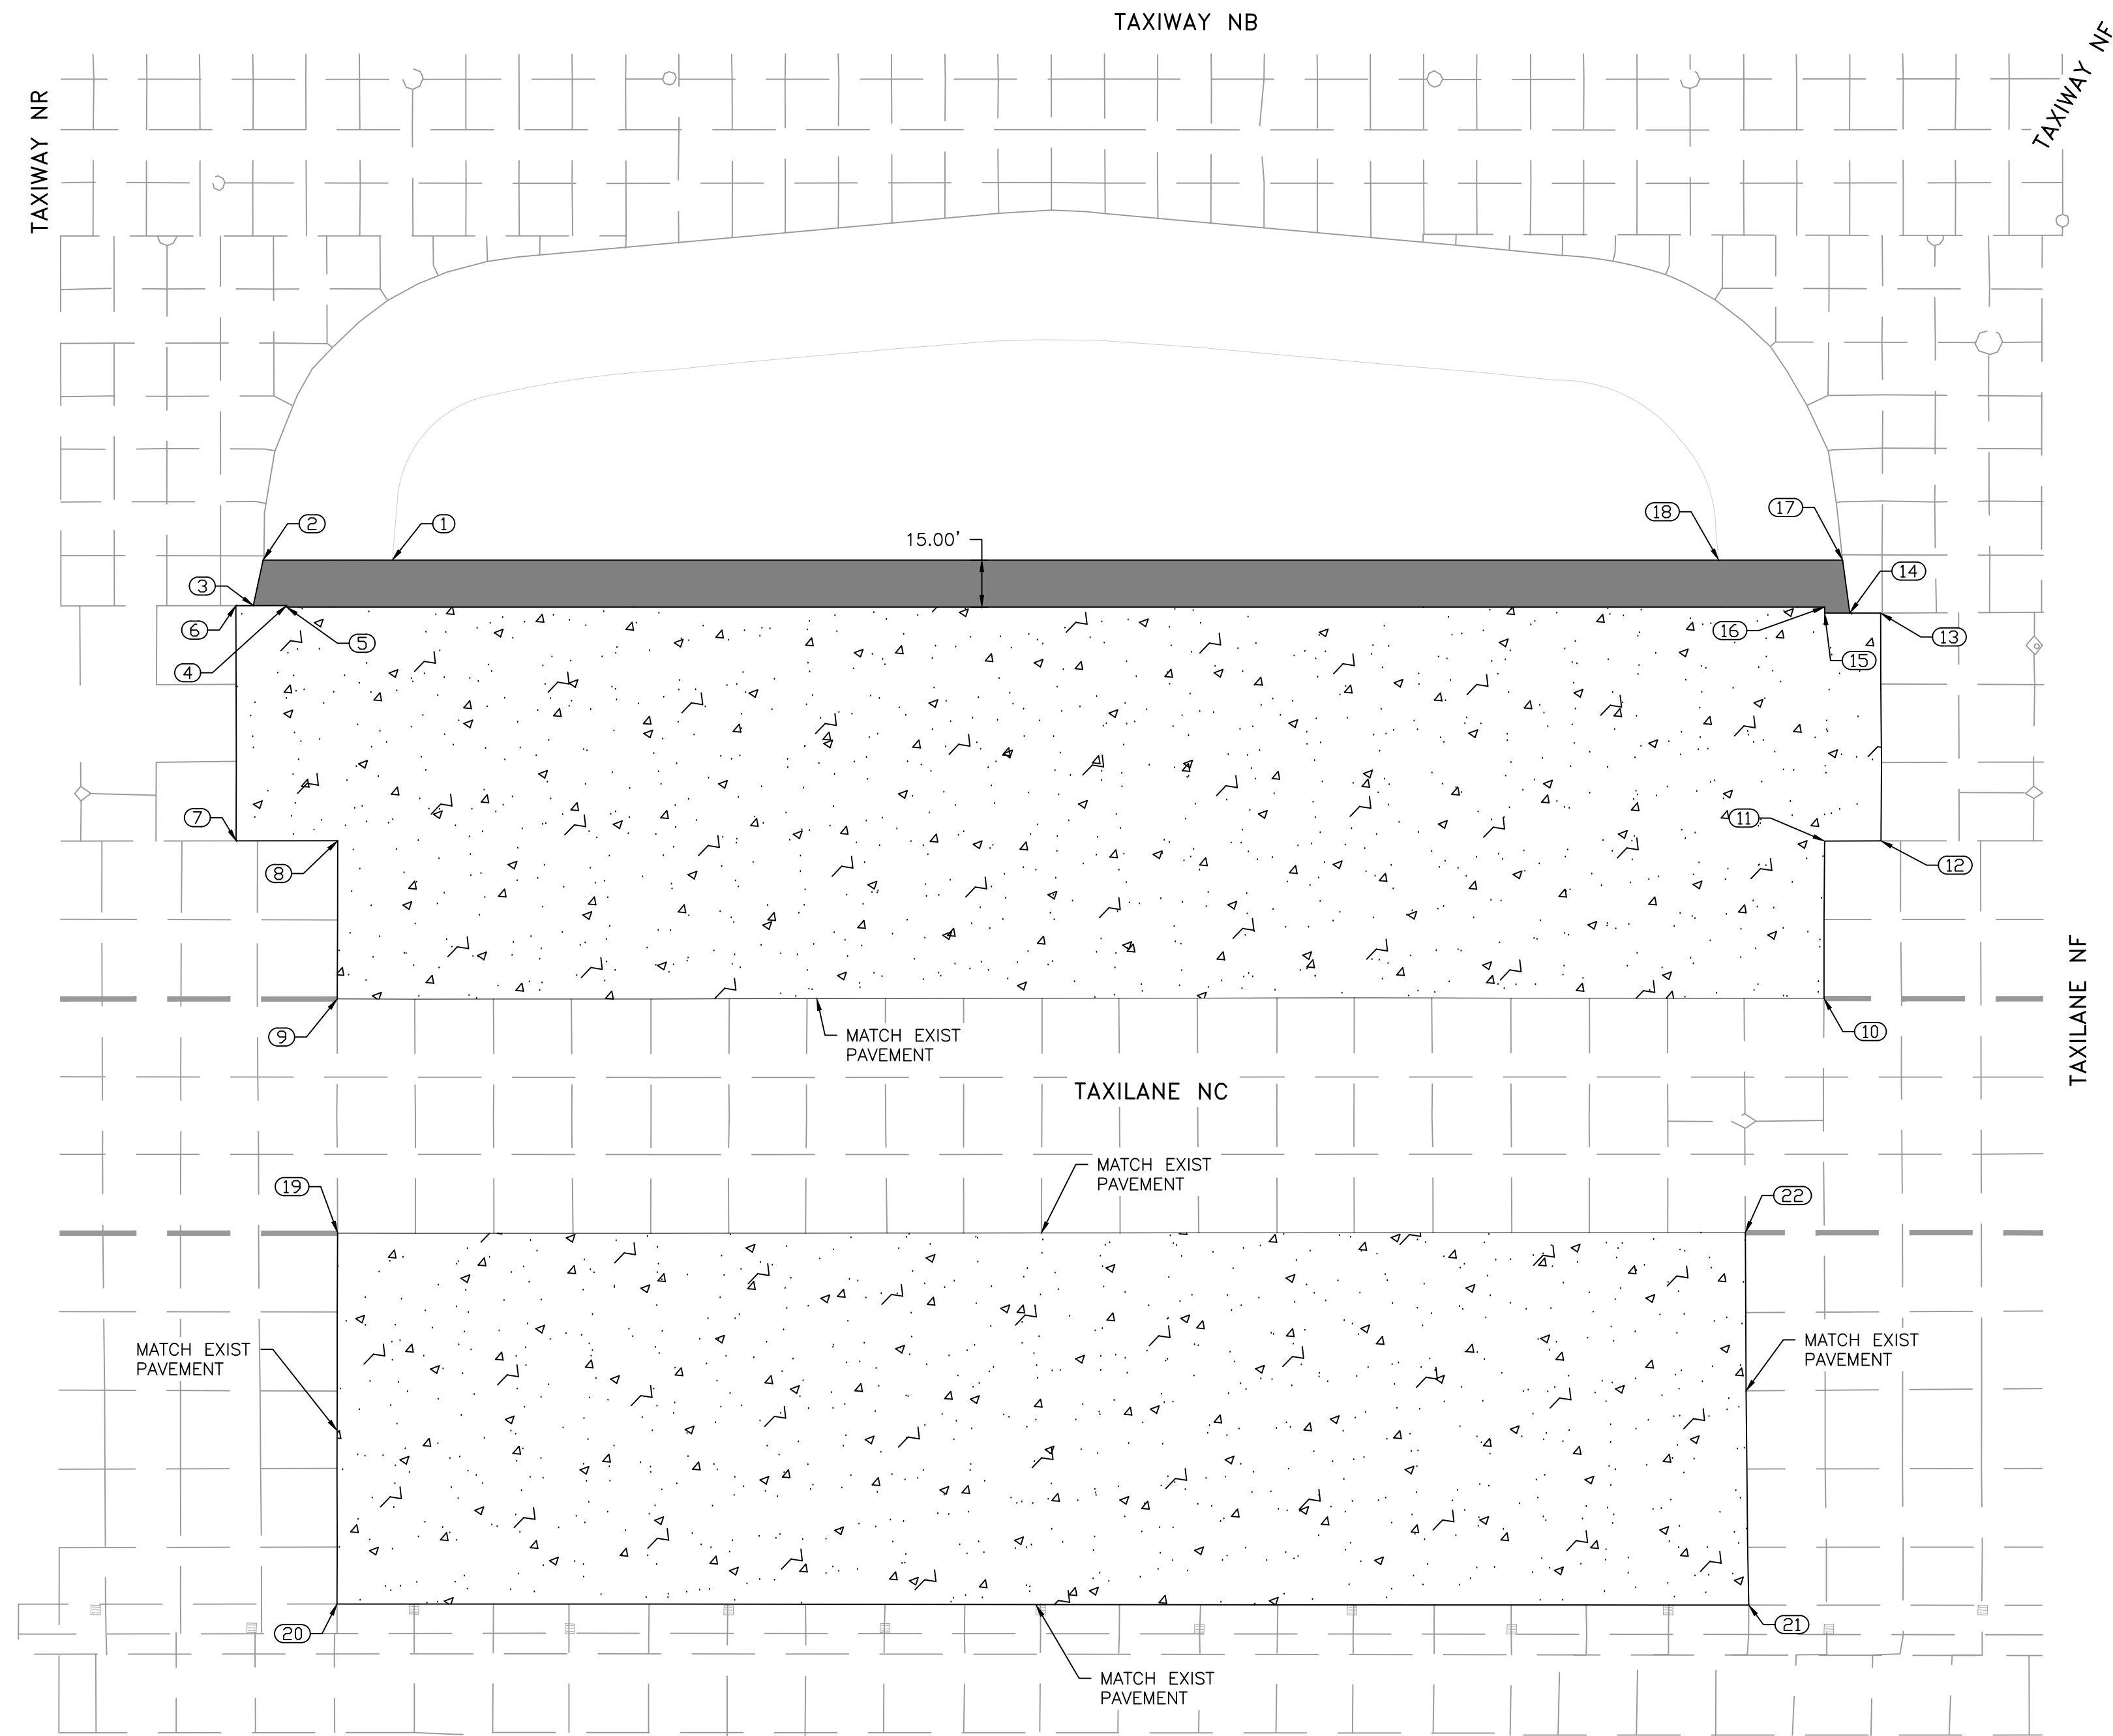 TAXIWAY NB
TAXIWAY NF
TAXIWAY NR
2
1
18
17
15.00'
14
3
6
5
16
13
4
15
7
11
8
12
9
10
MATCH EXIST
PAVEMENT
TAXILANE NF
TAXILANE NC
MATCH EXIST
PAVEMENT
19
22
MATCH EXIST
PAVEMENT
MATCH EXIST
PAVEMENT
20
21
MATCH EXIST
PAVEMENT